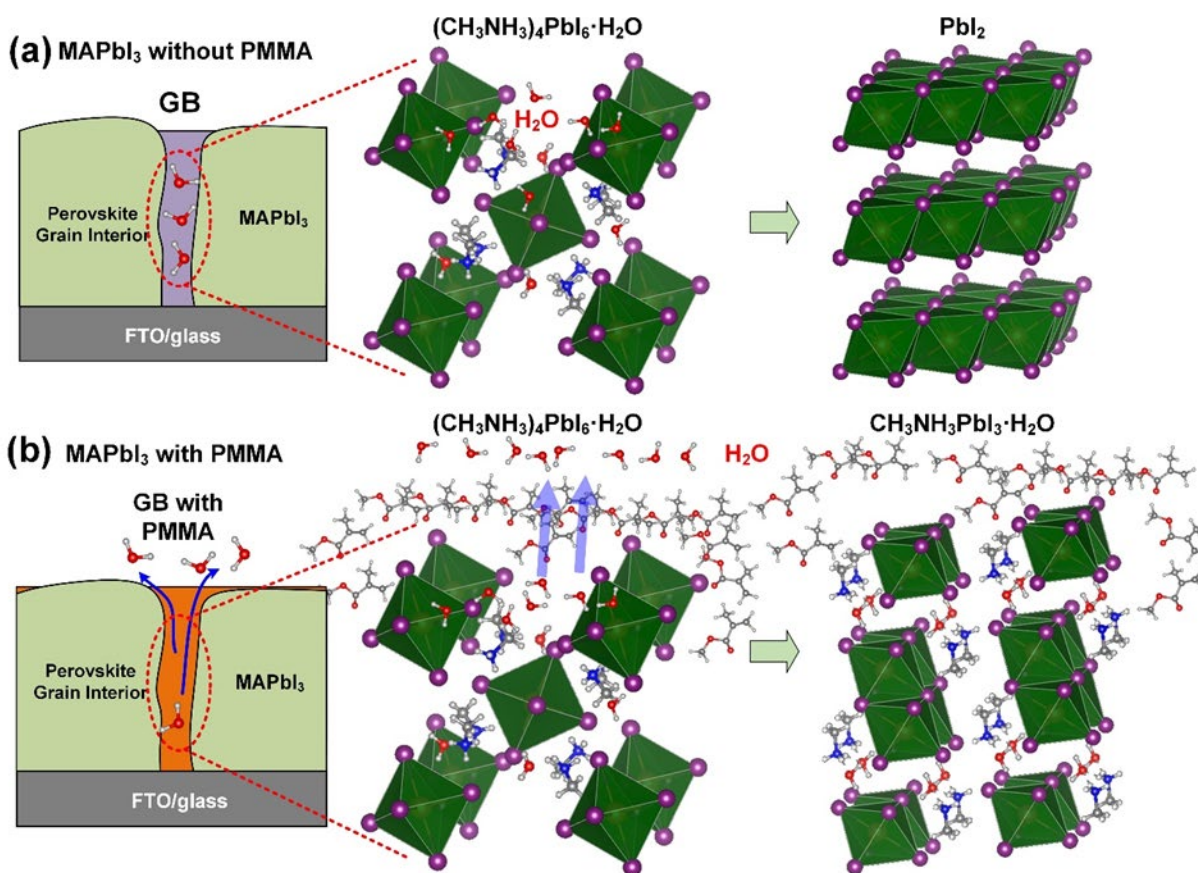 (a) MAPbI₃ without PMMA
(CH₃NH₃)₄PbI₆·H₂O
PbI₂
GB
H₂O
Perovskite
Grain Interior
MAPbI₃
FTO/glass
(b) MAPbI₃ with PMMA
(CH₃NH₃)₄PbI₆·H₂O
CH₃NH₃PbI₃·H₂O
H₂O
GB with
PMMA
Perovskite
Grain Interior
MAPbI₃
FTO/glass